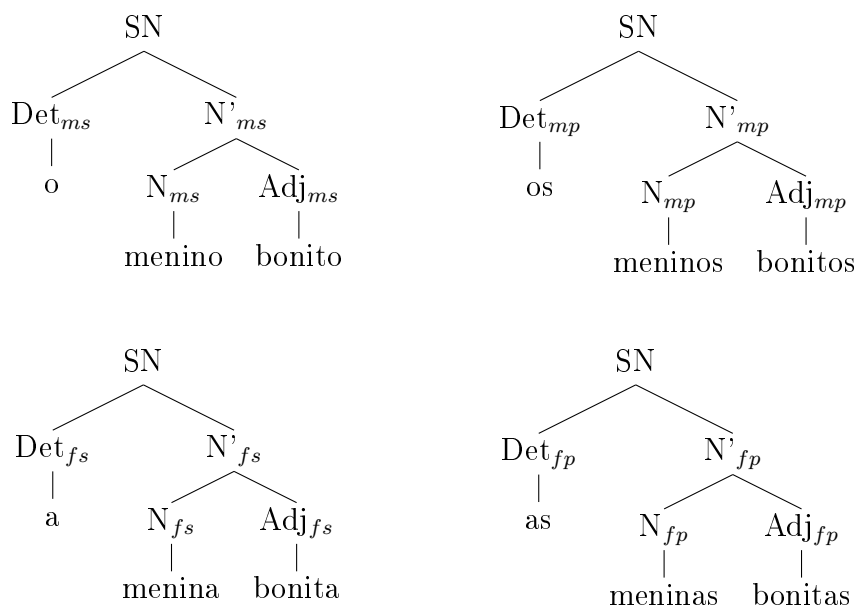 SN SN
Det_ms N'_ms Det_mp N'_mp
o N_ms Adj_ms os N_mp Adj_mp
menino bonito meninos bonitos
SN SN
Det_fs N'_fs Det_fp N'_fp
a N_fs Adj_fs as N_fp Adj_fp
menina bonita meninas bonitas